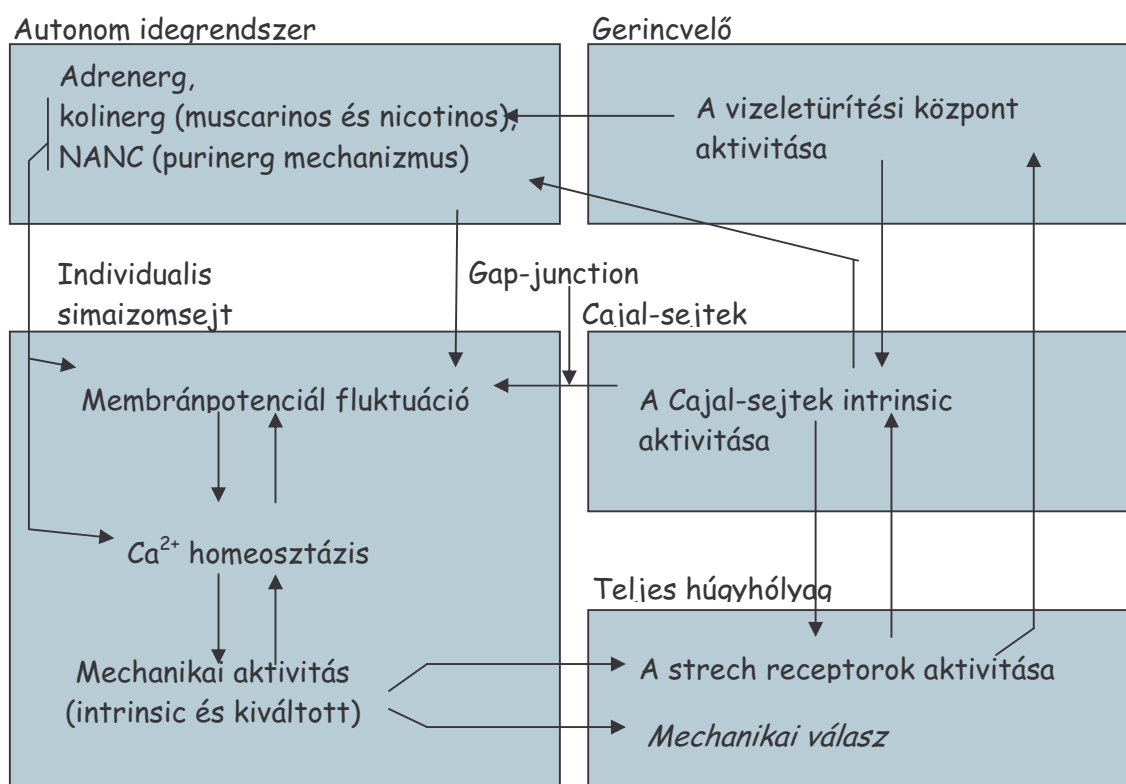 Autonom idegrendszer
Adrenerg,
kolinerg (muscarinos és nicotinos),
NANC (purinerg mechanizmus)
Gerincvelő
A vizeletürítési központ
aktivitása
Individualis
simaizomsejt
Gap-junction
Cajal-sejtek
Membránpotenciál fluktuáció
A Cajal-sejtek intrinsic
aktivitása
Ca²⁺ homeosztázis
Mechanikai aktivitás
(intrinsic és kiváltott)
Teljes húgyhólyag
A strech receptorok aktivitása
Mechanikai válasz